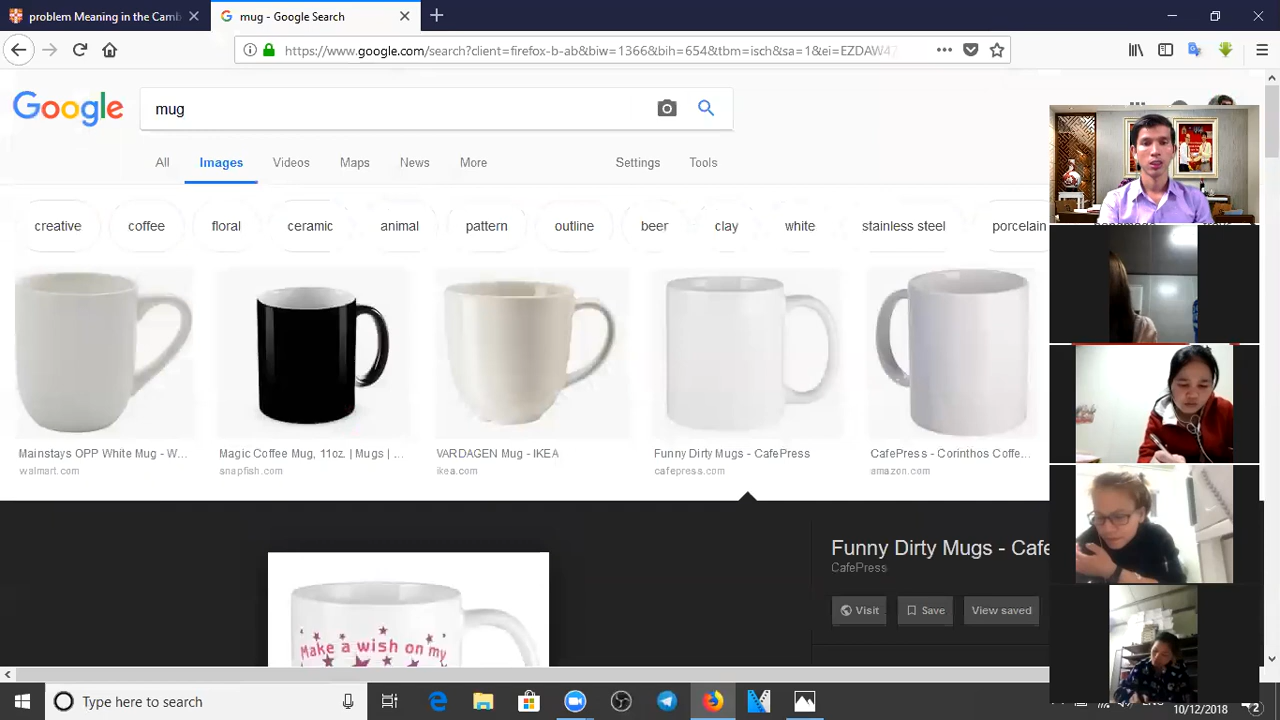 problem Meaning in the Camb
mug - Google Search
https://www.google.com/search?client=firefox-b-ab&biw=1366&bih=654&tbm=isch&sa=1&ei=EZDAW4
Google
mug
All Images Videos Maps News More Settings Tools
creative coffee floral ceramic animal pattern outline beer clay white stainless steel porcelain
Mainstays OPP White Mug - W...
walmart.com
Magic Coffee Mug, 11oz. | Mugs | ...
snapfish.com
VARDAGEN Mug - IKEA
ikea.com
Funny Dirty Mugs - CafePress
cafepress.com
CafePress - Corinthos Coffe...
amazon.com
Funny Dirty Mugs - Cafe
CafePress
Visit Save View saved
Make a wish on my
Type here to search
10/12/2018
2